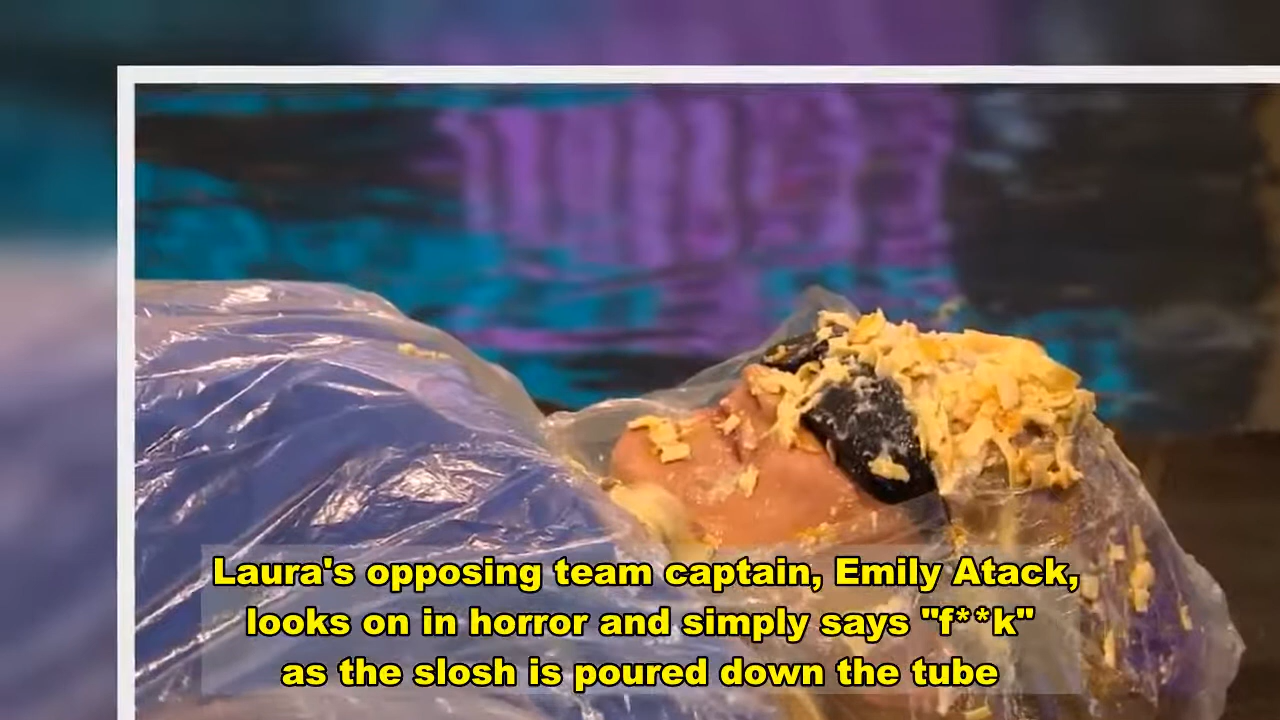 Laura's opposing team captain, Emily Atack,
looks on in horror and simply says "f**k"
as the slosh is poured down the tube